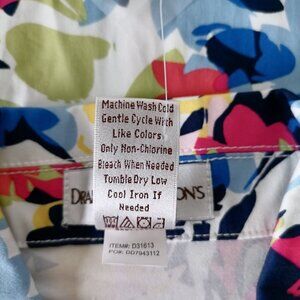 Machine Wash Cold
Gentle Cycle With
Like Colors
Only Non-Chlorine
Bleach When Needed
Tumble Dry Low
Cool Iron If
Needed
ITEM#: D31613
PO#: DD7943112